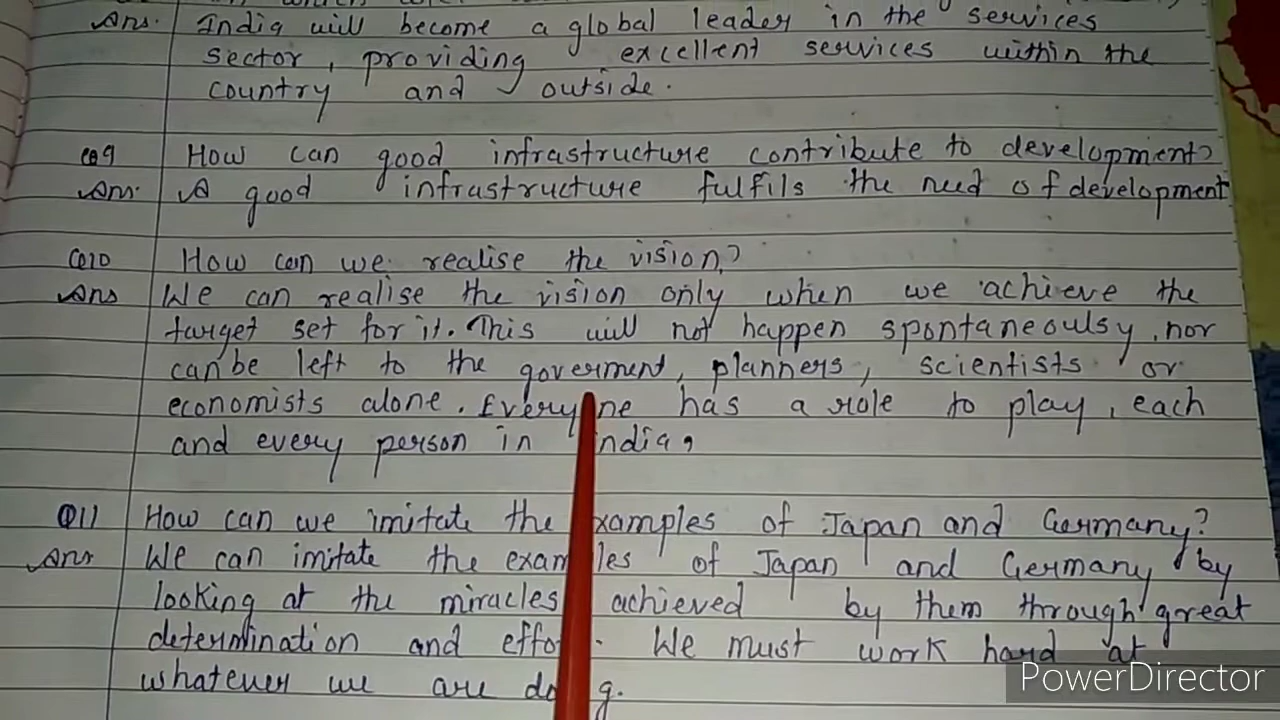 Ans. India will become a global leader in the services
sector, providing excellent services within the
country and outside.
Q9 How can good infrastructure contribute to development?
Ans. A good infrastructure fulfils the need of development
Q10 How can we realise the vision?
Ans We can realise the vision only when we achieve the
target set for it. This will not happen spontaneoulsy, nor
can be left to the goverment, planners, scientists or
economists alone. Everyone has a role to play, each
and every person in India,
Q11 How can we imitate the examples of Japan and Germany?
Ans We can imitate the examples of Japan and Germany by
looking at the miracles achieved by them through great
determination and effort. We must work hard at
whatever we are doing.
PowerDirector